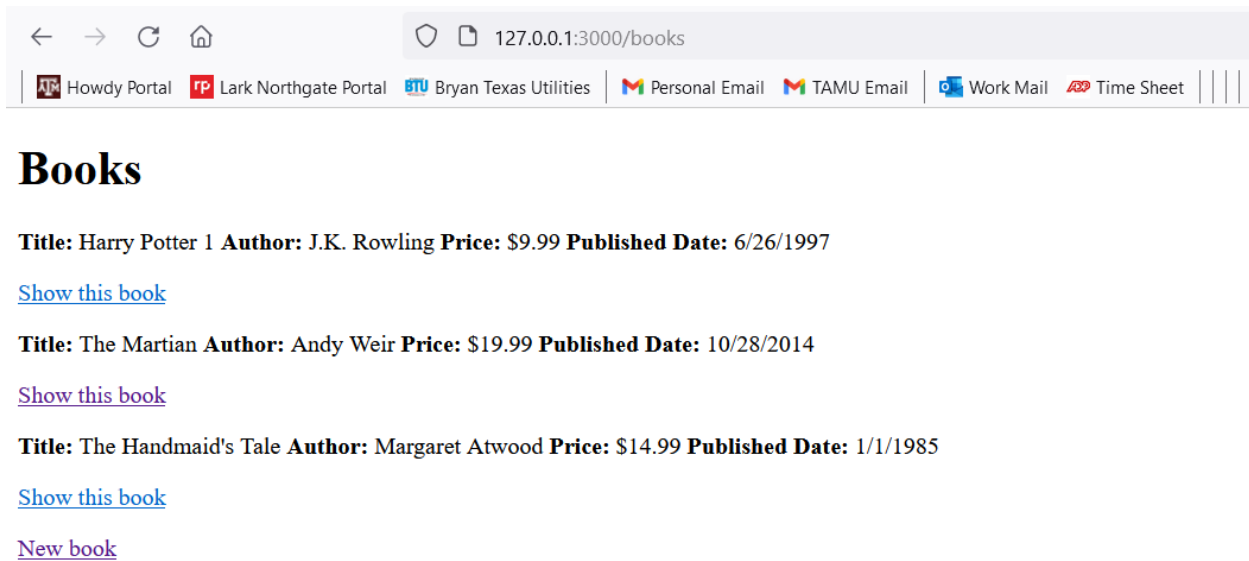 127.0.0.1:3000/books
ATM Howdy Portal rp Lark Northgate Portal BTU Bryan Texas Utilities M Personal Email M TAMU Email o Work Mail ADP Time Sheet
Books
Title: Harry Potter 1 Author: J.K. Rowling Price: $9.99 Published Date: 6/26/1997
Show this book
Title: The Martian Author: Andy Weir Price: $19.99 Published Date: 10/28/2014
Show this book
Title: The Handmaid's Tale Author: Margaret Atwood Price: $14.99 Published Date: 1/1/1985
Show this book
New book